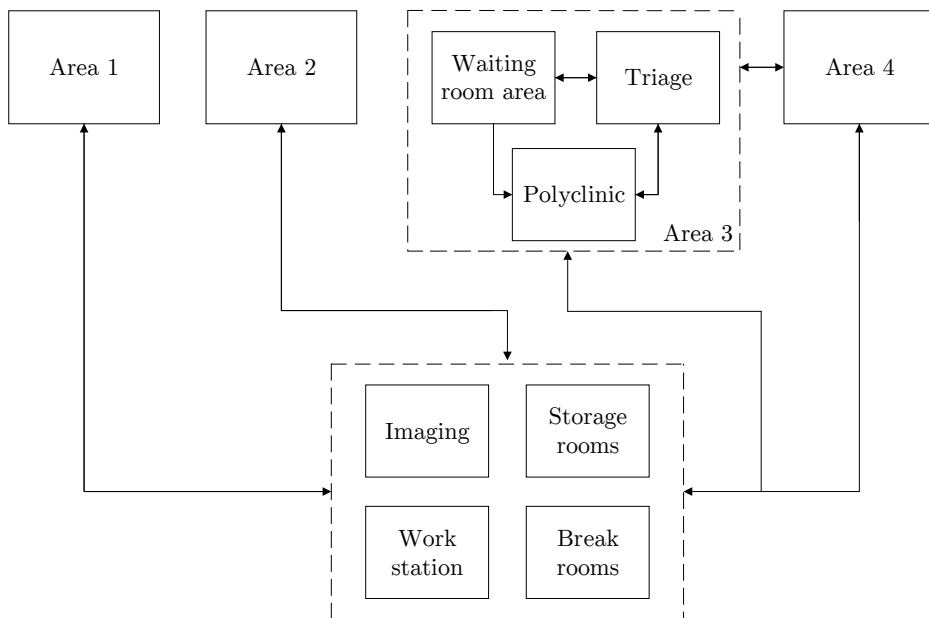 Area 1
Area 2
Waiting
room area
Triage
Area 4
Polyclinic
Area 3
Imaging
Storage
rooms
Work
station
Break
rooms